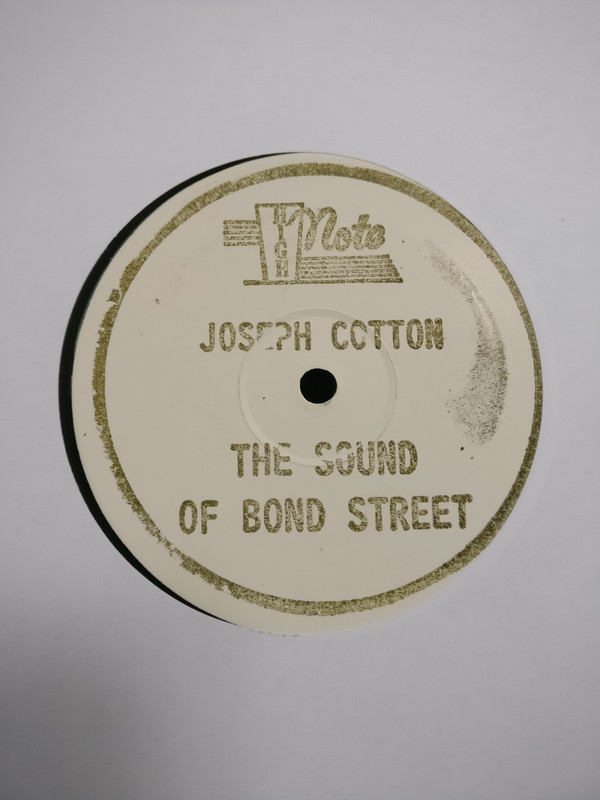 HIGH Note
JOSEPH COTTON
THE SOUND
OF BOND STREET